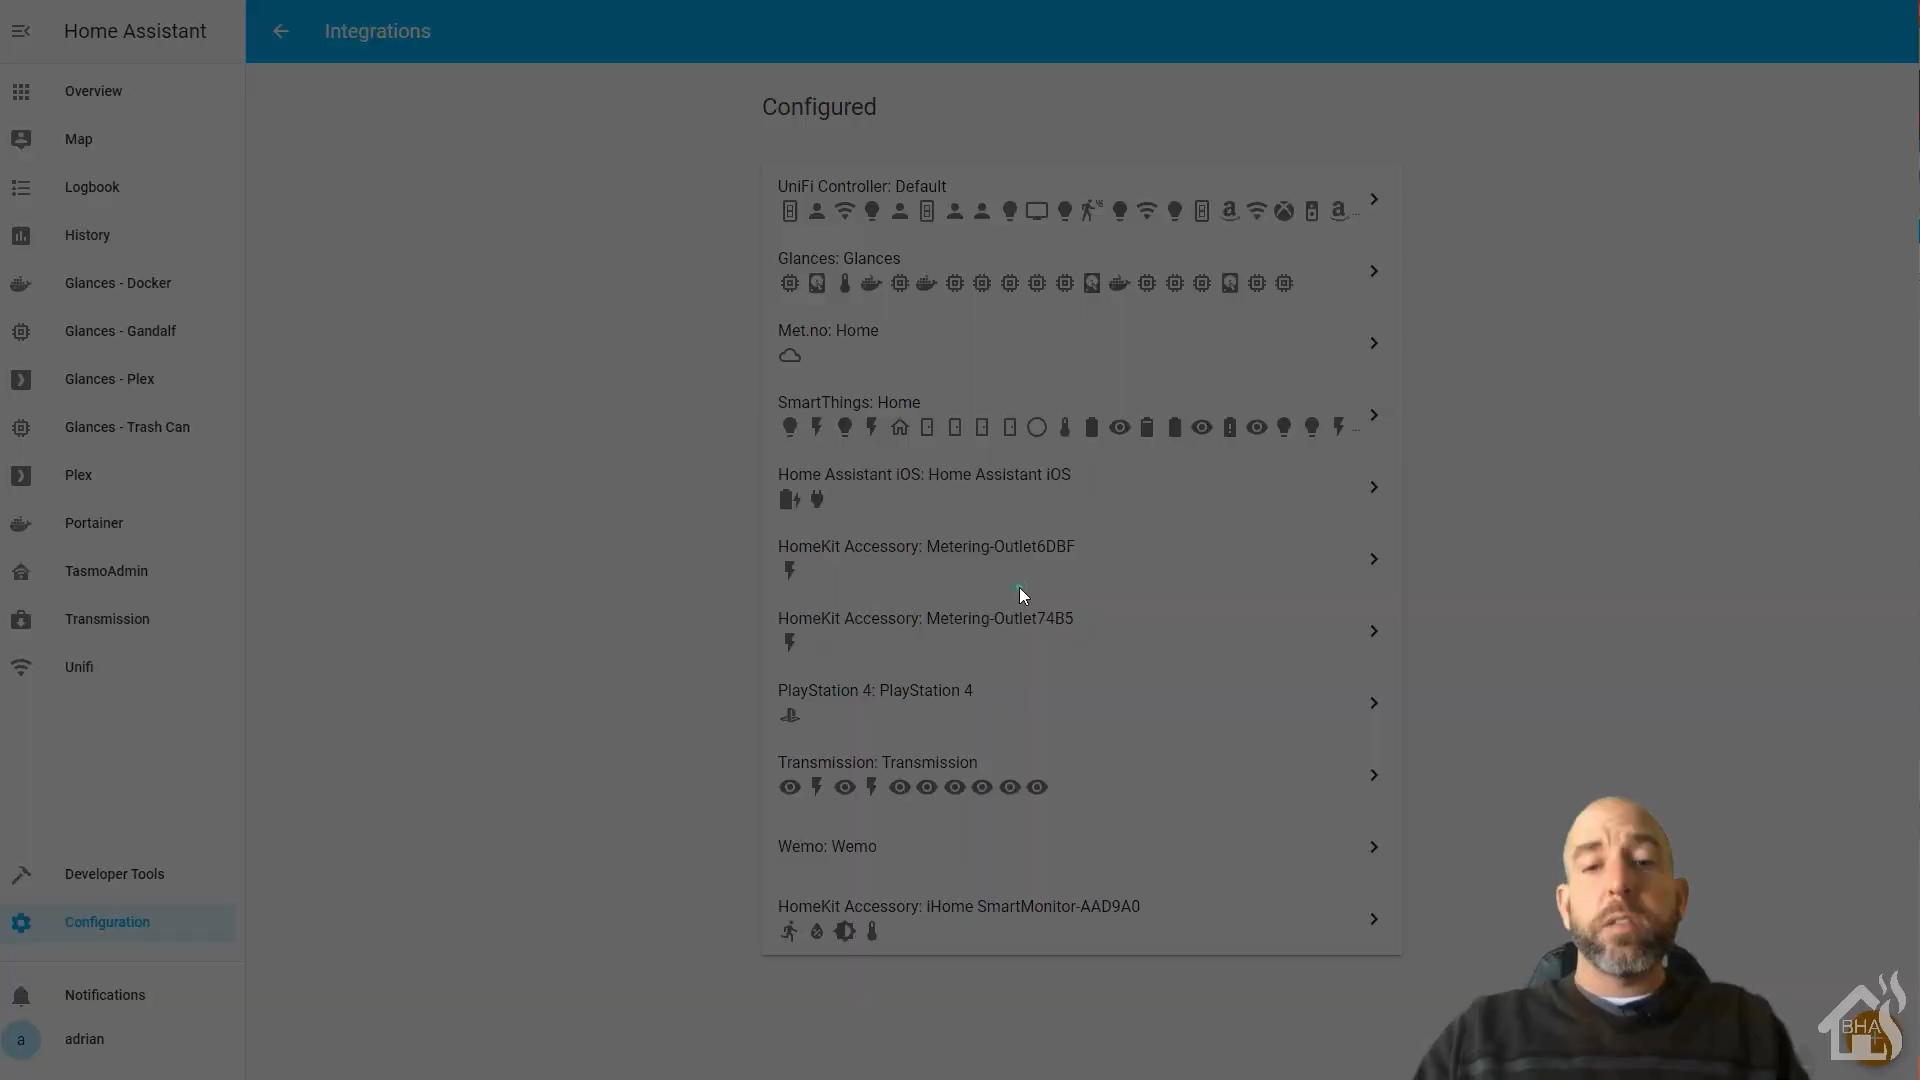 Home Assistant
Integrations
Overview
Map
Logbook
History
Glances - Docker
Glances - Gandalf
Glances - Plex
Glances - Trash Can
Plex
Portainer
TasmoAdmin
Transmission
Unifi
Developer Tools
Configuration
Notifications
a adrian
Configured
UniFi Controller: Default
Glances: Glances
Met.no: Home
SmartThings: Home
Home Assistant iOS: Home Assistant iOS
HomeKit Accessory: Metering-Outlet6DBF
HomeKit Accessory: Metering-Outlet74B5
PlayStation 4: PlayStation 4
Transmission: Transmission
Wemo: Wemo
HomeKit Accessory: iHome SmartMonitor-AAD9A0
BHA